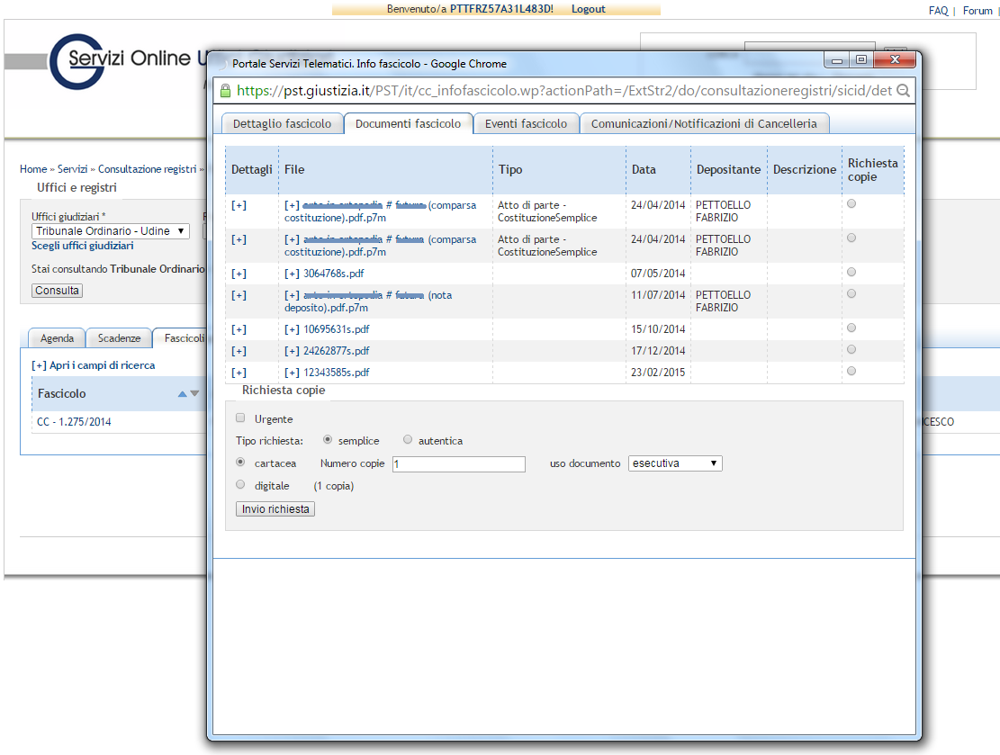 Benvenuto/a PTTFRZ57A31L483D! Logout
FAQ | Forum |
Servizi Online U
Home » Servizi » Consultazione registri »
Uffici e registri
Uffici giudiziari *
Tribunale Ordinario - Udine
Scegli uffici giudiziari
Stai consultando Tribunale Ordinario
Consulta
Agenda Scadenze Fascicoli
[+] Apri i campi di ricerca
Fascicolo
CC - 1.275/2014
CESCO
Portale Servizi Telematici. Info fascicolo - Google Chrome
https://pst.giustizia.it/PST/it/cc_infofascicolo.wp?actionPath=/ExtStr2/do/consultazioneregistri/sicid/det
Dettaglio fascicolo Documenti fascicolo Eventi fascicolo Comunicazioni/Notificazioni di Cancelleria
Dettagli File Tipo Data Depositante Descrizione Richiesta
copie
[+] [+] # (comparsa Atto di parte - 24/04/2014 PETTOELLO
costituzione).pdf.p7m CostituzioneSemplice FABRIZIO
[+] [+] # (comparsa Atto di parte - 24/04/2014 PETTOELLO
costituzione).pdf.p7m CostituzioneSemplice FABRIZIO
[+] [+] 3064768s.pdf 07/05/2014
[+] [+] # (nota 11/07/2014 PETTOELLO
deposito).pdf.p7m FABRIZIO
[+] [+] 10695631s.pdf 15/10/2014
[+] [+] 24262877s.pdf 17/12/2014
[+] [+] 12343585s.pdf 23/02/2015
Richiesta copie
Urgente
Tipo richiesta: semplice autentica
cartacea Numero copie 1 uso documento esecutiva
digitale (1 copia)
Invio richiesta